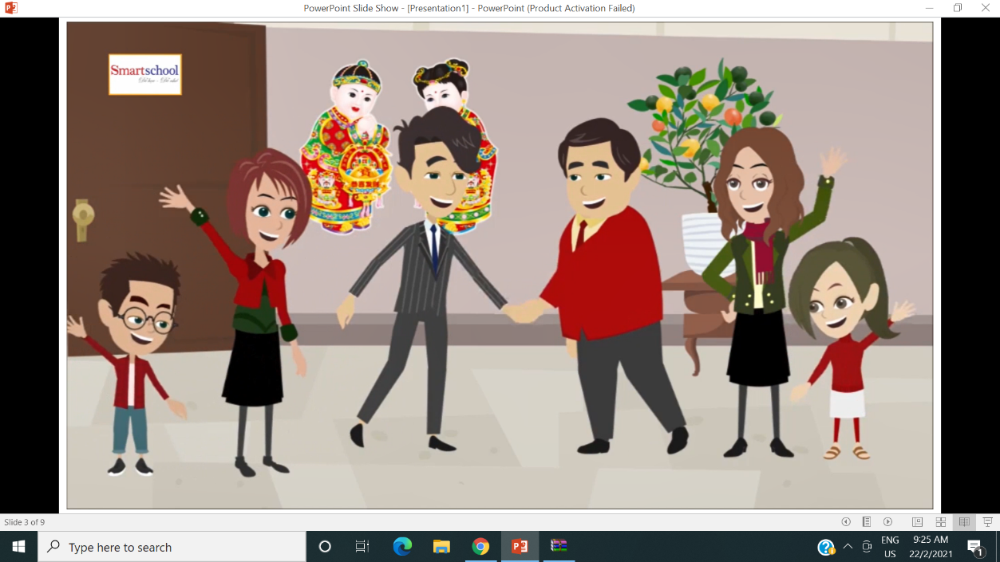 PowerPoint Slide Show - [Presentation1] - PowerPoint (Product Activation Failed)
Smartschool
Slide 3 of 9
Type here to search
ENG
US
9:25 AM
22/2/2021
1